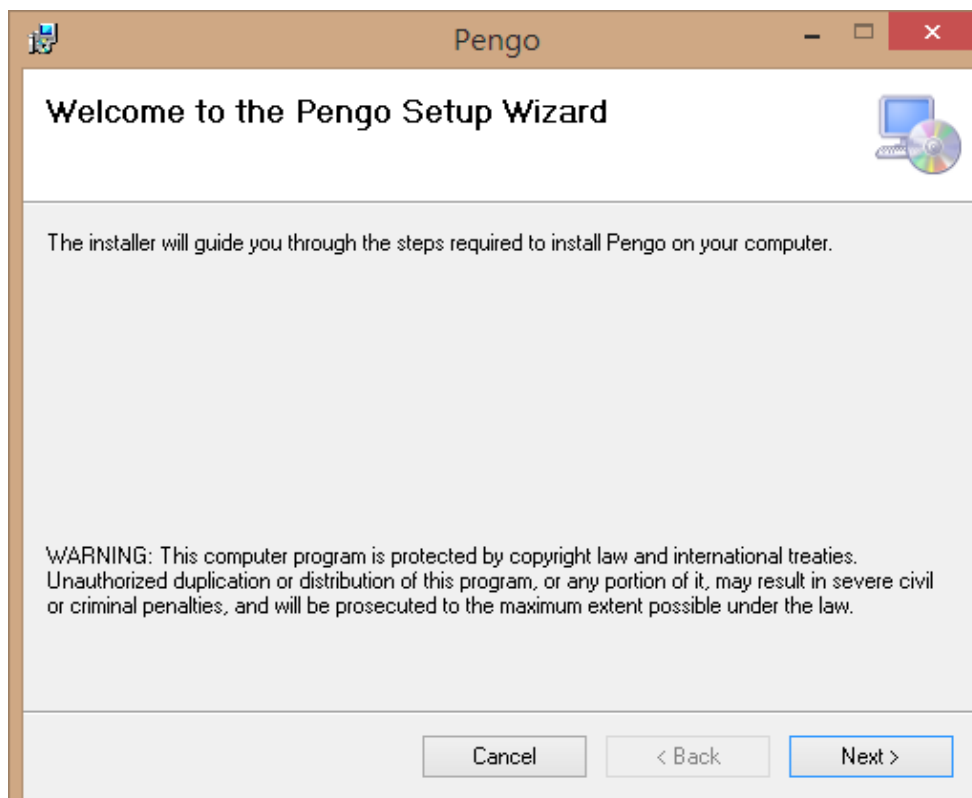 Pengo
Welcome to the Pengo Setup Wizard
The installer will guide you through the steps required to install Pengo on your computer.
WARNING: This computer program is protected by copyright law and international treaties.
Unauthorized duplication or distribution of this program, or any portion of it, may result in severe civil
or criminal penalties, and will be prosecuted to the maximum extent possible under the law.
Cancel
< Back
Next >